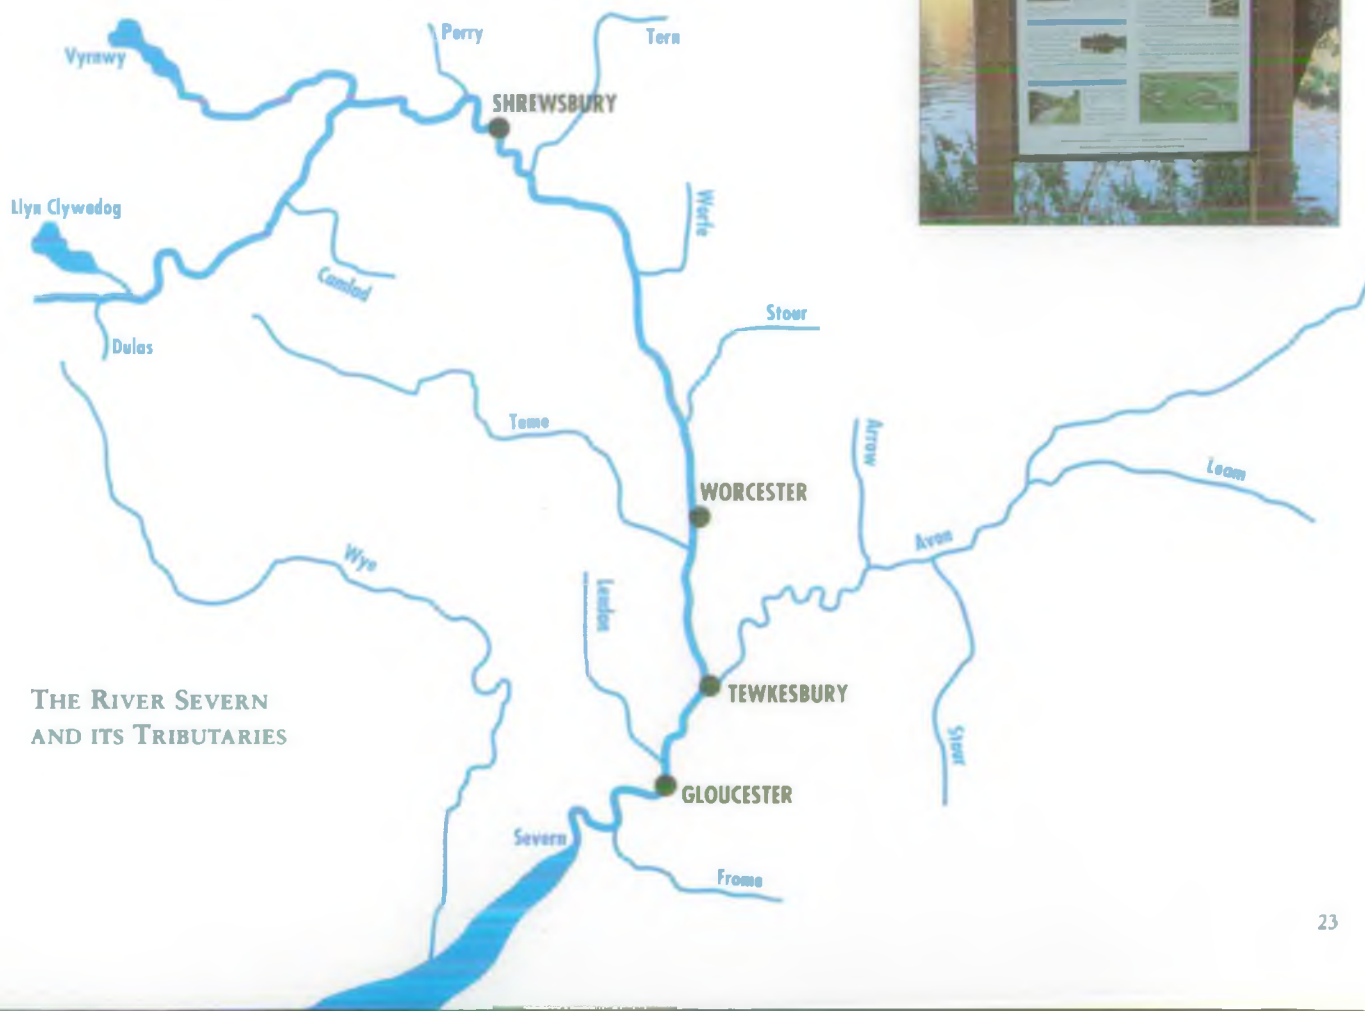 Vyrnwy
Perry
Tern
SHREWSBURY
Llyn Clywedog
Worfe
Camlad
Stour
Dulas
Teme
Arrow
Leam
WORCESTER
Avon
Wye
Leadon
THE RIVER SEVERN
AND ITS TRIBUTARIES
TEWKESBURY
Stour
GLOUCESTER
Severn
Frome
23